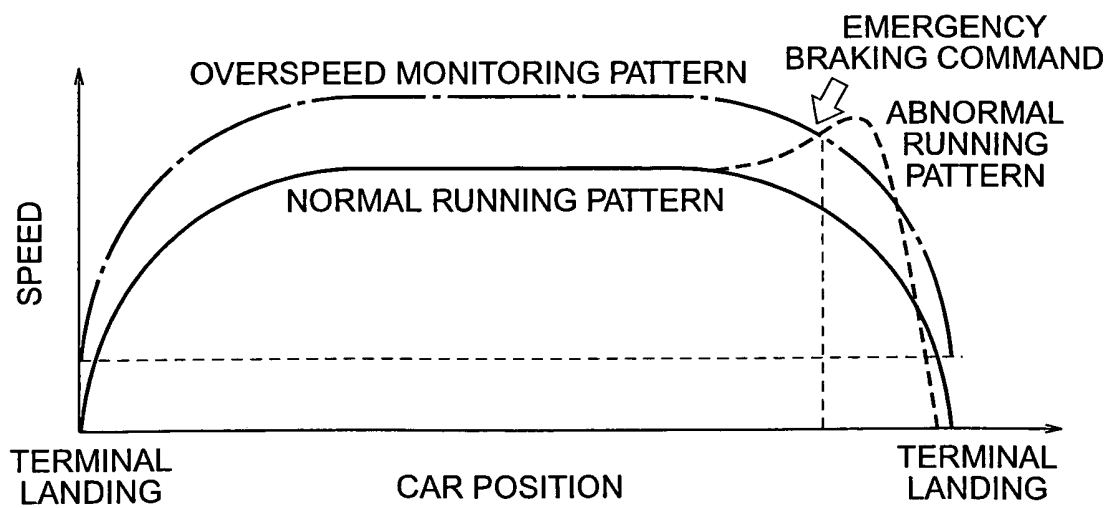 EMERGENCY
BRAKING COMMAND
OVERSPEED MONITORING PATTERN
ABNORMAL
RUNNING
PATTERN
NORMAL RUNNING PATTERN
SPEED
TERMINAL
LANDING
CAR POSITION
TERMINAL
LANDING